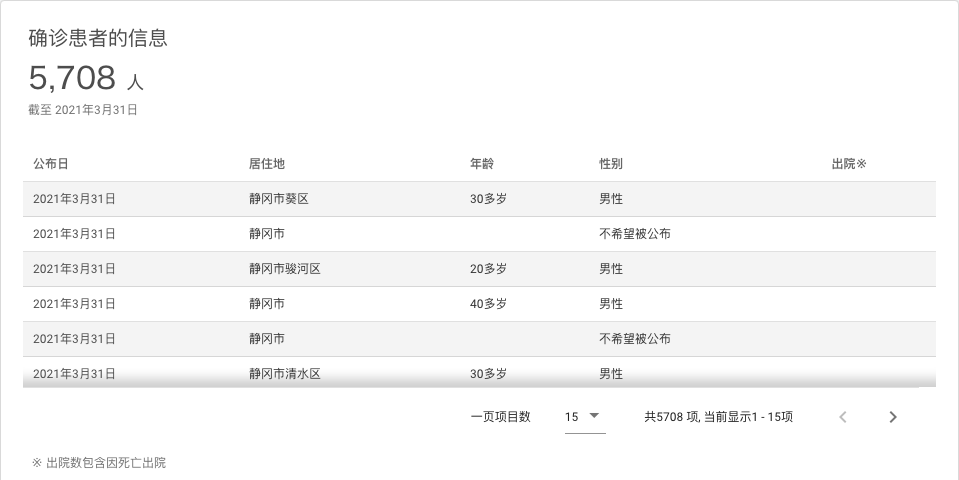 确诊患者的信息
5,708 人
截至 2021年3月31日
公布日 居住地 年龄 性别 出院※
2021年3月31日 静冈市葵区 30多岁 男性
2021年3月31日 静冈市 不希望被公布
2021年3月31日 静冈市骏河区 20多岁 男性
2021年3月31日 静冈市 40多岁 男性
2021年3月31日 静冈市 不希望被公布
2021年3月31日 静冈市清水区 30多岁 男性
一页项目数 15 共5708 项, 当前显示1 - 15项
※ 出院数包含因死亡出院